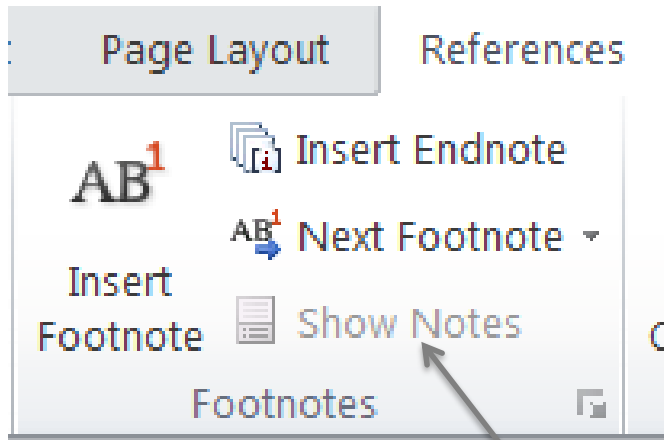 Page Layout References
AB1
Insert
Footnote
Insert Endnote
[i]
AB1 Next Footnote
Show Notes
Footnotes